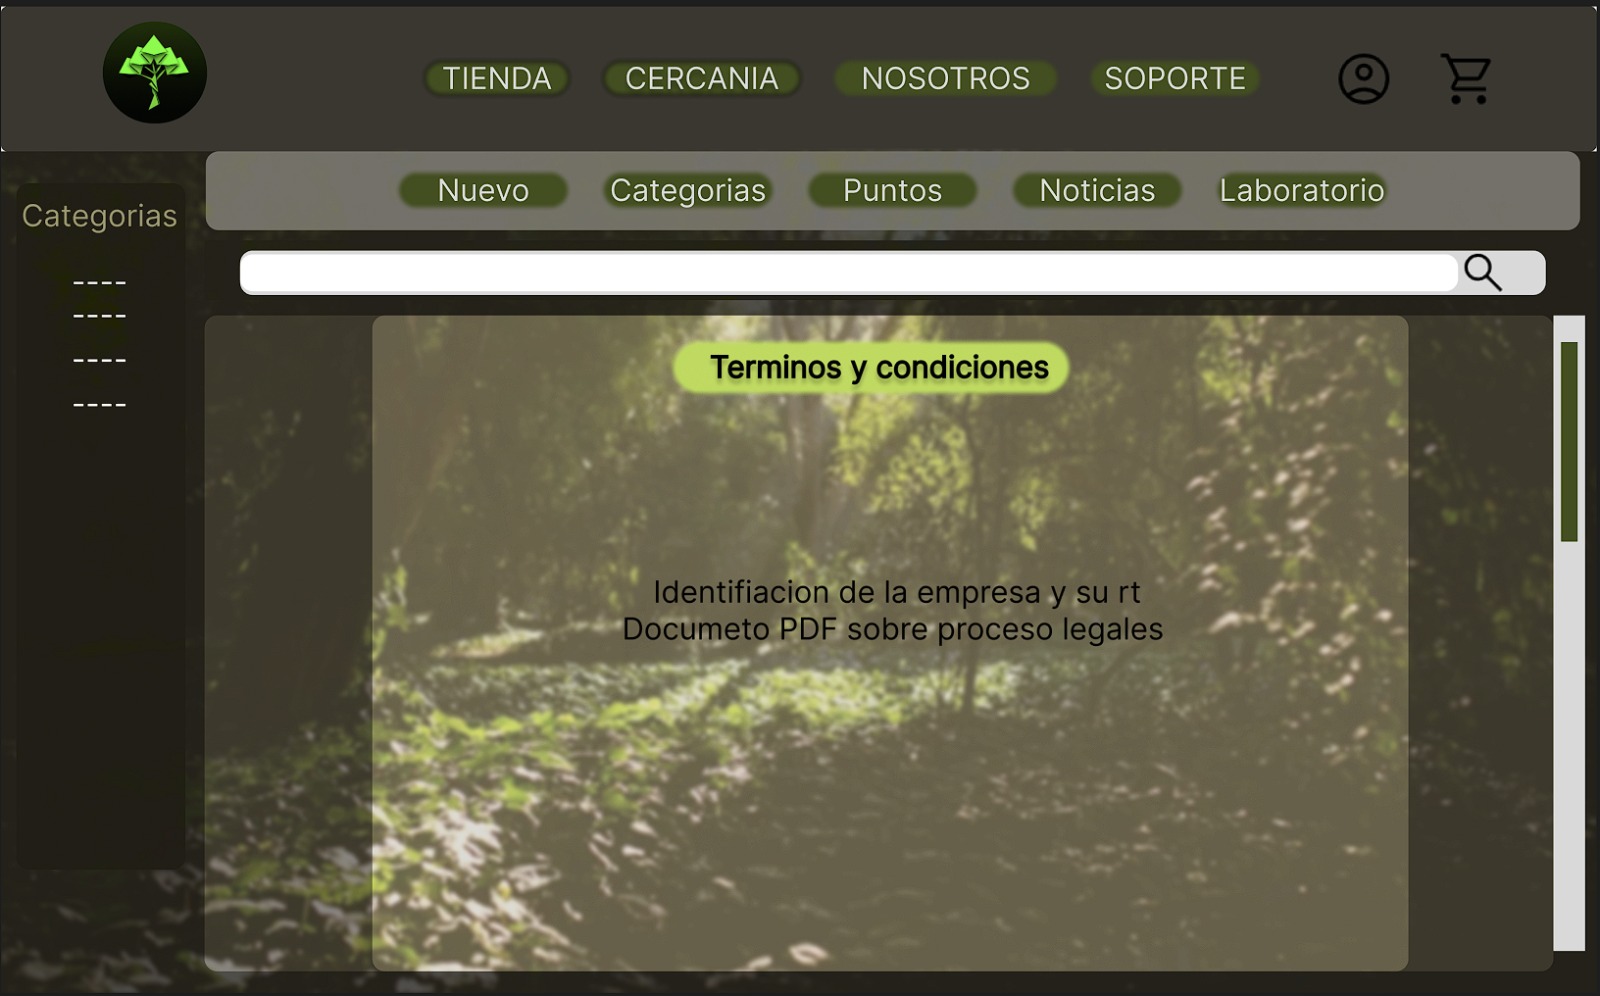 TIENDA CERCANIA NOSOTROS SOPORTE
Nuevo Categorias Puntos Noticias Laboratorio
Categorias
----
----
----
----
Terminos y condiciones
Identifiacion de la empresa y su rt
Documeto PDF sobre proceso legales